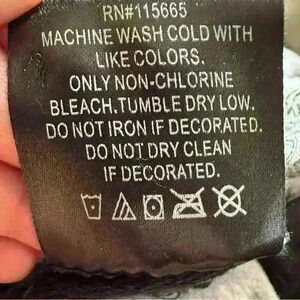 RN#115665
MACHINE WASH COLD WITH
LIKE COLORS.
ONLY NON-CHLORINE
BLEACH.TUMBLE DRY LOW.
DO NOT IRON IF DECORATED.
DO NOT DRY CLEAN
IF DECORATED.